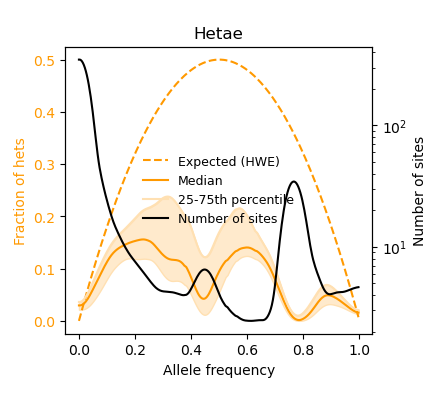 Hetae
Fraction of hets
0.5
0.4
0.3
0.2
0.1
0.0
Expected (HWE)
Median
25-75th percentile
Number of sites
10²
10¹
Number of sites
0.0 0.2 0.4 0.6 0.8 1.0
Allele frequency